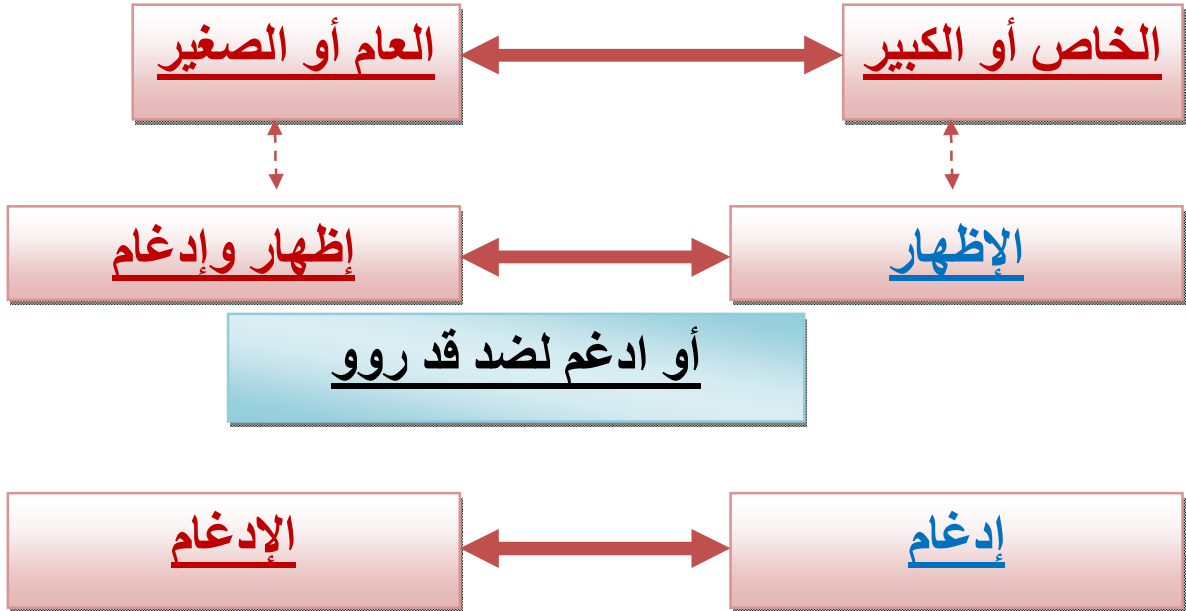 الخاص أو الكبير
العام أو الصغير
الإظهار
إظهار وإدغام
أو ادغم لضد قد روو
إدغام
الإدغام